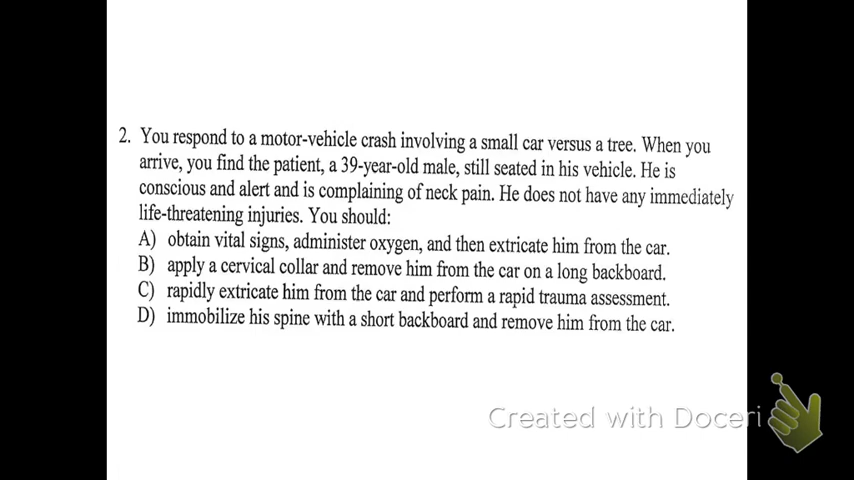 2. You respond to a motor-vehicle crash involving a small car versus a tree. When you
arrive, you find the patient, a 39-year-old male, still seated in his vehicle. He is
conscious and alert and is complaining of neck pain. He does not have any immediately
life-threatening injuries. You should:
A) obtain vital signs, administer oxygen, and then extricate him from the car.
B) apply a cervical collar and remove him from the car on a long backboard.
C) rapidly extricate him from the car and perform a rapid trauma assessment.
D) immobilize his spine with a short backboard and remove him from the car.
Created with Doceri